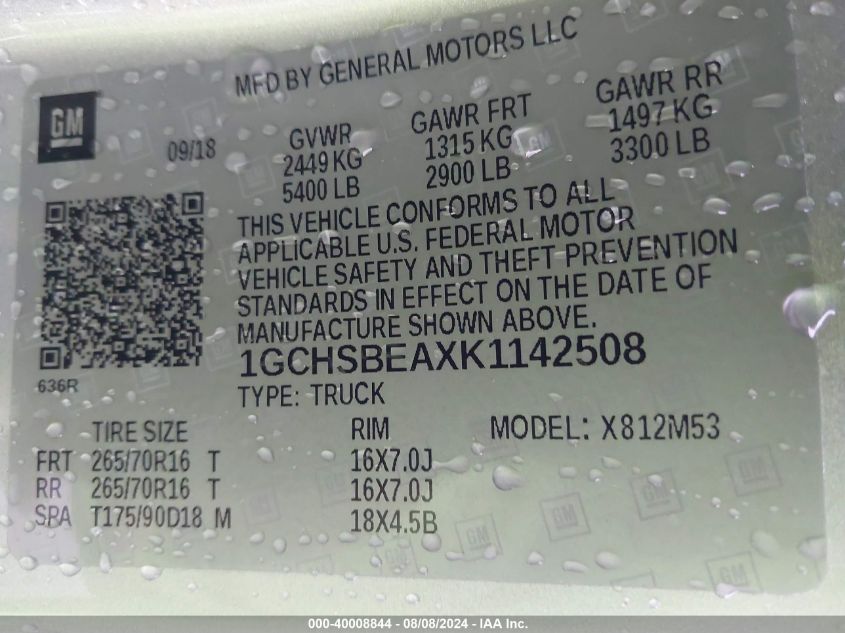 MFD BY GENERAL MOTORS LLC
GM
09/18
GVWR
2449 KG
5400 LB
GAWR FRT
1315 KG
2900 LB
GAWR RR
1497 KG
3300 LB
THIS VEHICLE CONFORMS TO ALL
APPLICABLE U.S. FEDERAL MOTOR
VEHICLE SAFETY AND THEFT PREVENTION
STANDARDS IN EFFECT ON THE DATE OF
MANUFACTURE SHOWN ABOVE.
1GCHSBEAXK1142508
636R
TYPE: TRUCK
MODEL: X812M53
TIRE SIZE RIM
FRT 265/70R16 T 16X7.0J
RR 265/70R16 T 16X7.0J
SPA T175/90D18 M 18X4.5B
000-40008844 - 08/08/2024 - IAA Inc.